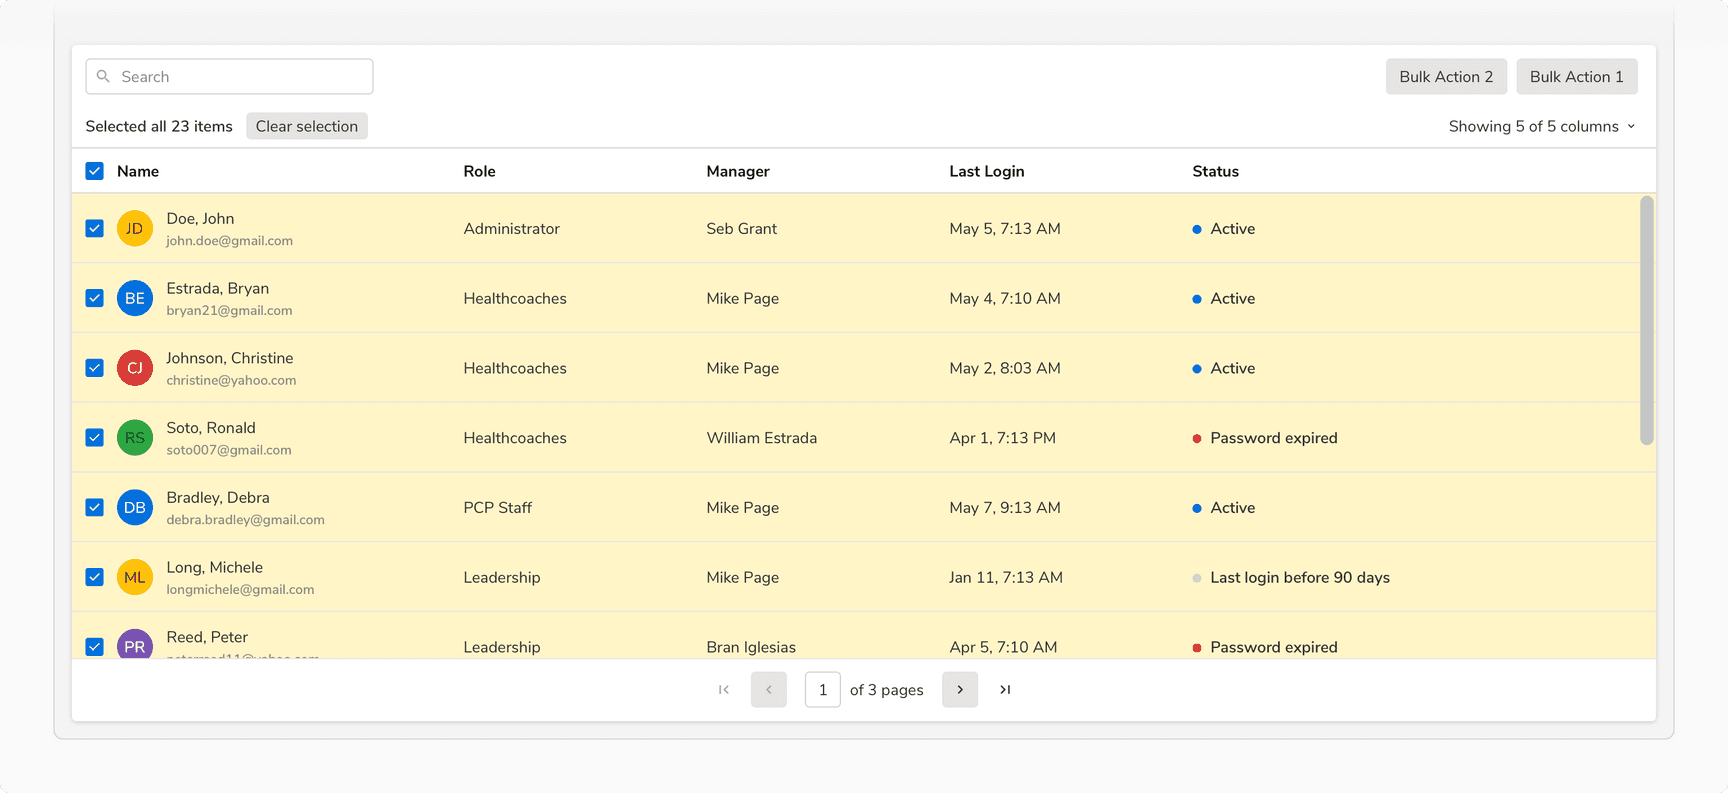 Search
Bulk Action 2
Bulk Action 1
Selected all 23 items
Clear selection
Showing 5 of 5 columns
Name Role Manager Last Login Status
JD Doe, John Administrator Seb Grant May 5, 7:13 AM Active
john.doe@gmail.com
BE Estrada, Bryan Healthcoaches Mike Page May 4, 7:10 AM Active
bryan21@gmail.com
CJ Johnson, Christine Healthcoaches Mike Page May 2, 8:03 AM Active
christine@yahoo.com
RS Soto, Ronald Healthcoaches William Estrada Apr 1, 7:13 PM Password expired
soto007@gmail.com
DB Bradley, Debra PCP Staff Mike Page May 7, 9:13 AM Active
debra.bradley@gmail.com
ML Long, Michele Leadership Mike Page Jan 11, 7:13 AM Last login before 90 days
longmichele@gmail.com
PR Reed, Peter Leadership Bran Iglesias Apr 5, 7:10 AM Password expired
1 of 3 pages